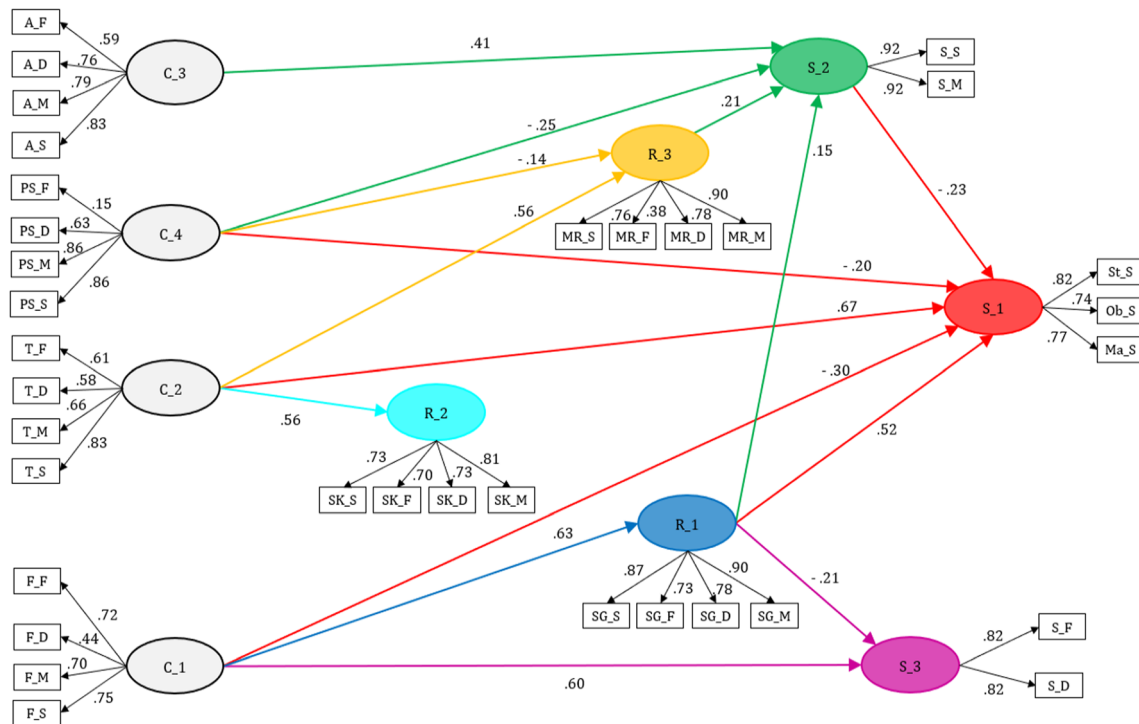 A_F
.59
A_D
.76
A_M
.79
A_S
.83
C_3
.41
S_2
.92
S_S
.92
S_M
PS_F
.15
PS_D
.63
PS_M
.86
PS_S
.86
C_4
- .25
- .14
.21
R_3
.56
MR_S
.76
MR_F
.38
MR_D
.78
MR_M
.90
.15
- .23
- .20
S_1
.82
St_S
.74
Ob_S
.77
Ma_S
T_F
.61
T_D
.58
T_M
.66
T_S
.83
C_2
.67
.56
R_2
.73
SK_S
.70
SK_F
.73
SK_D
.81
SK_M
- .30
.52
F_F
.72
F_D
.44
F_M
.70
F_S
.75
C_1
.63
R_1
.87
SG_S
.73
SG_F
.78
SG_D
.90
SG_M
- .21
.60
S_3
.82
S_F
.82
S_D